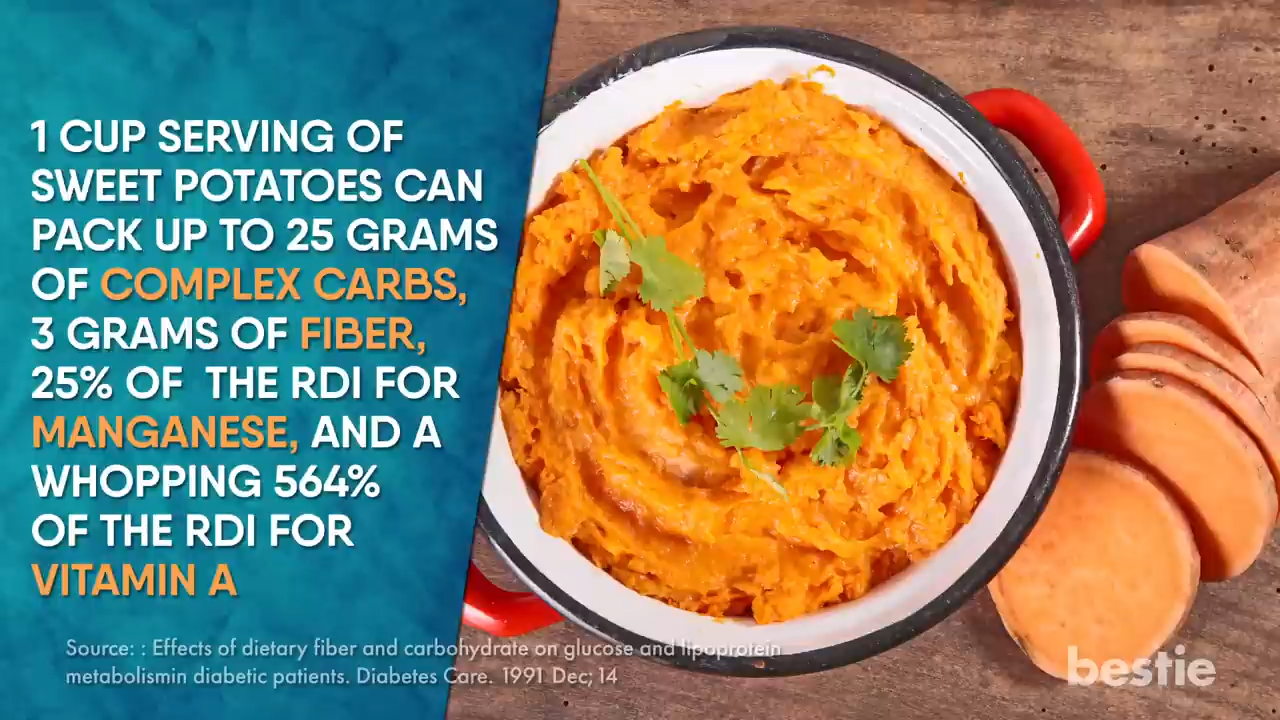 1 CUP SERVING OF
SWEET POTATOES CAN
PACK UP TO 25 GRAMS
OF COMPLEX CARBS,
3 GRAMS OF FIBER,
25% OF  THE RDI FOR
MANGANESE, AND A
WHOPPING 564%
OF THE RDI FOR
VITAMIN A
Source: : Effects of dietary fiber and carbohydrate on glucose and lipoprotein
metabolismin diabetic patients. Diabetes Care. 1991 Dec; 14
bestie